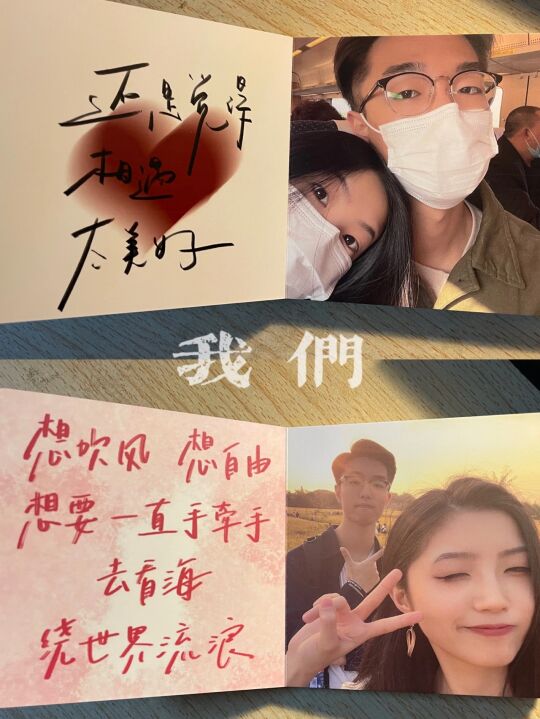 还是觉得
相遇
太美好
我們
想吹风 想自由
想要一直手牵手
去看海
绕世界流浪